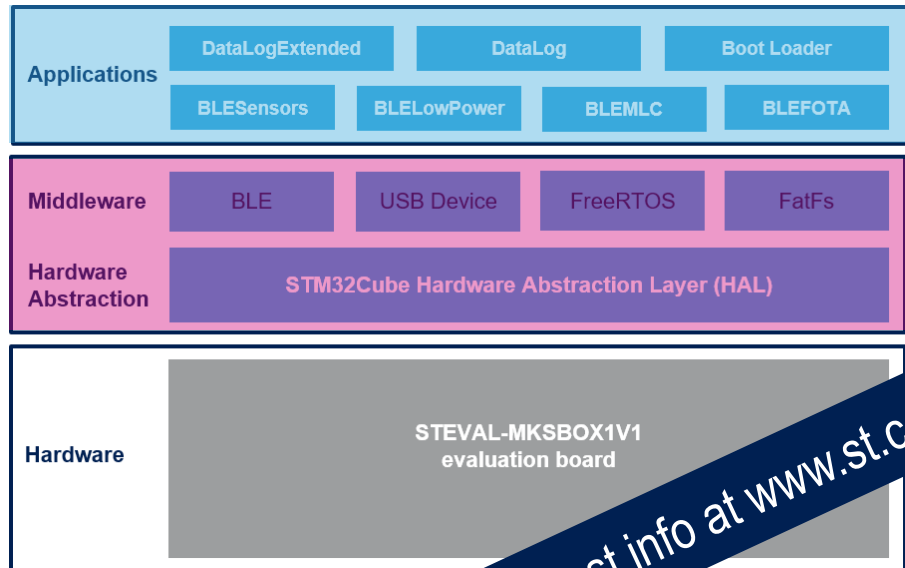 Applications
DataLogExtended
DataLog
Boot Loader
BLESensors
BLELowPower
BLEMLC
BLEFOTA
Middleware
BLE
USB Device
FreeRTOS
FatFs
Hardware
Abstraction
STM32Cube Hardware Abstraction Layer (HAL)
Hardware
STEVAL-MKSBOX1V1
evaluation board
info at www.st.c